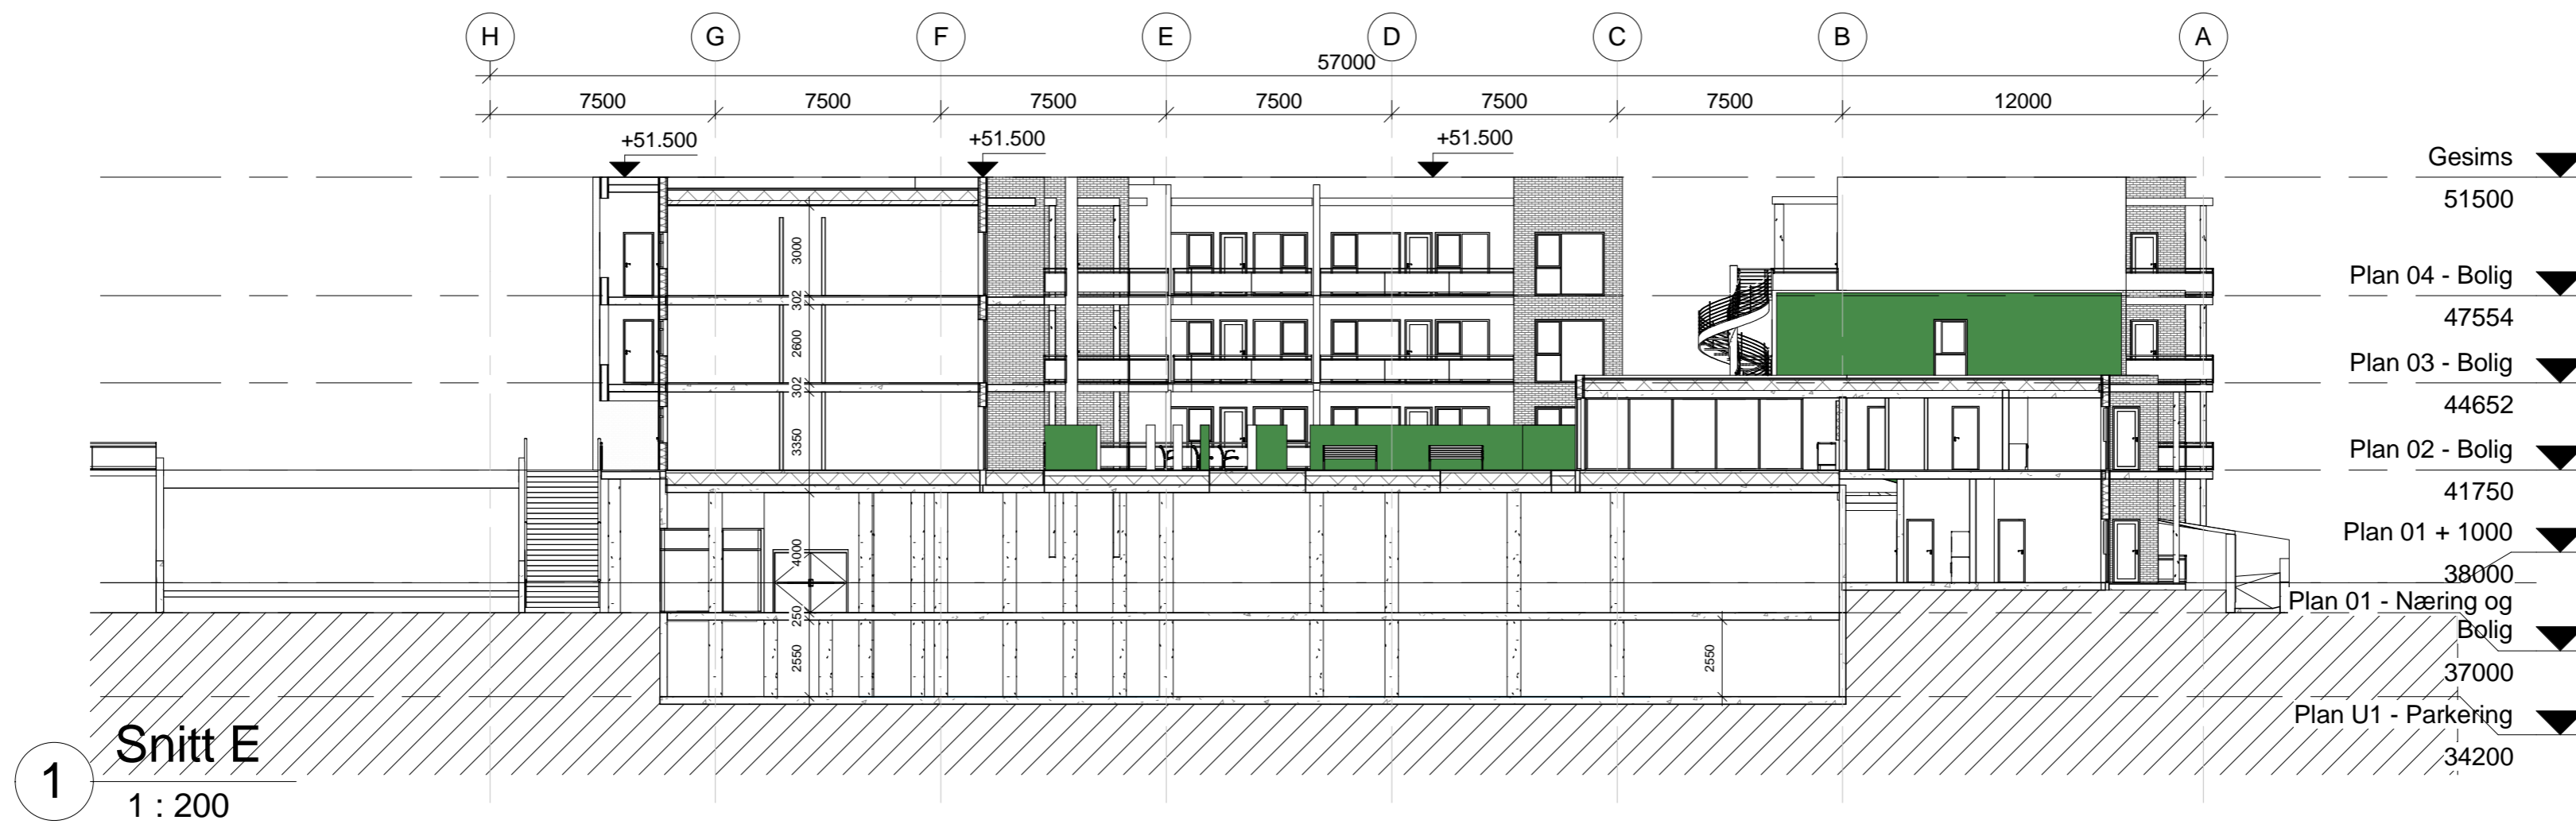 H G F E D C B A
57000
7500 7500 7500 7500 7500 7500 12000
+51.500 +51.500 +51.500
Gesims
51500
Plan 04 - Bolig
47554
Plan 03 - Bolig
44652
Plan 02 - Bolig
41750
Plan 01 + 1000
38000
Plan 01 - Næring og
Bolig
37000
Plan U1 - Parkering
34200
3000
302
2600
302
3350
4000
250
2550
2550
1
Snitt E
1 : 200